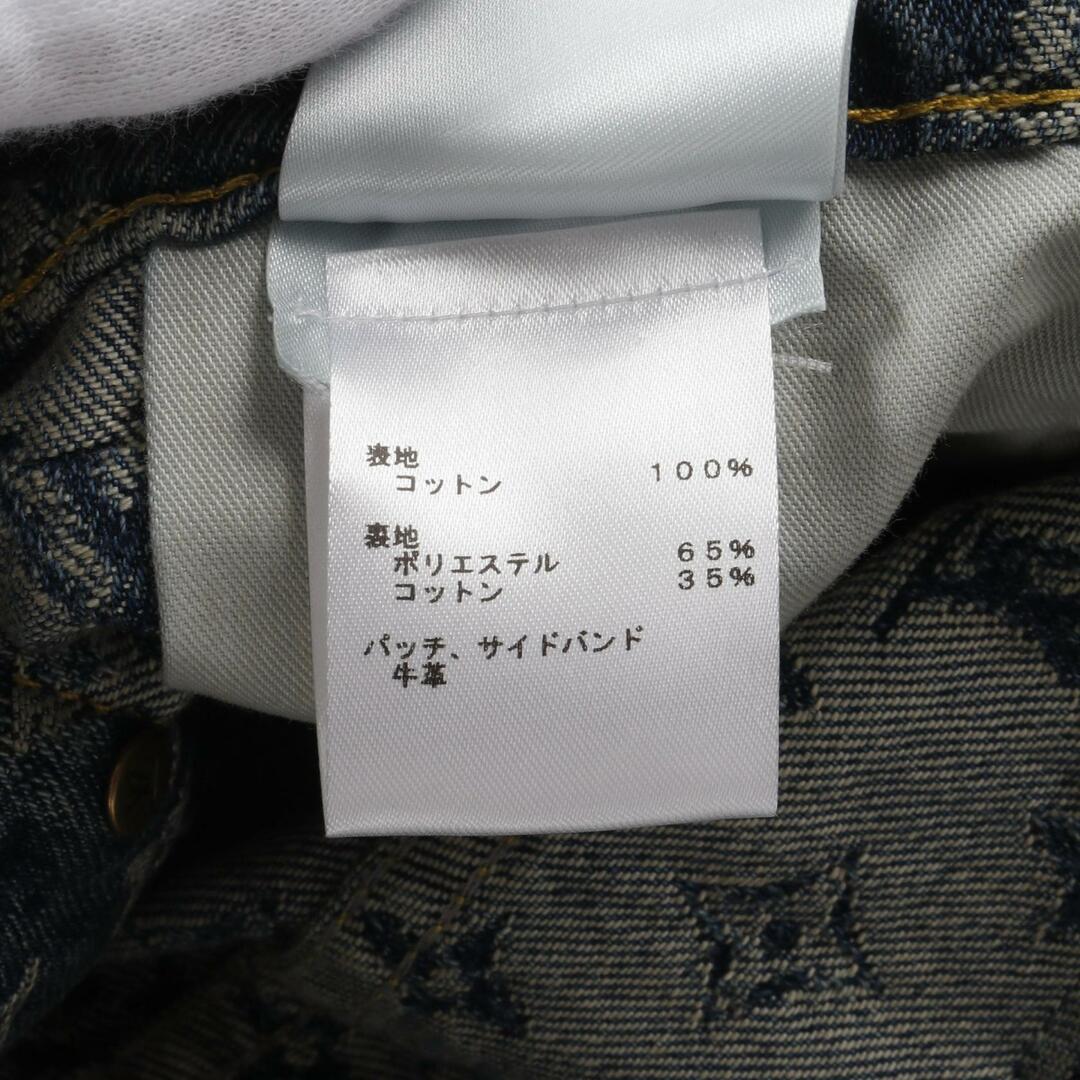 表地
コットン １００％
裏地
ポリエステル ６５％
コットン ３５％
パッチ、サイドバンド
牛革